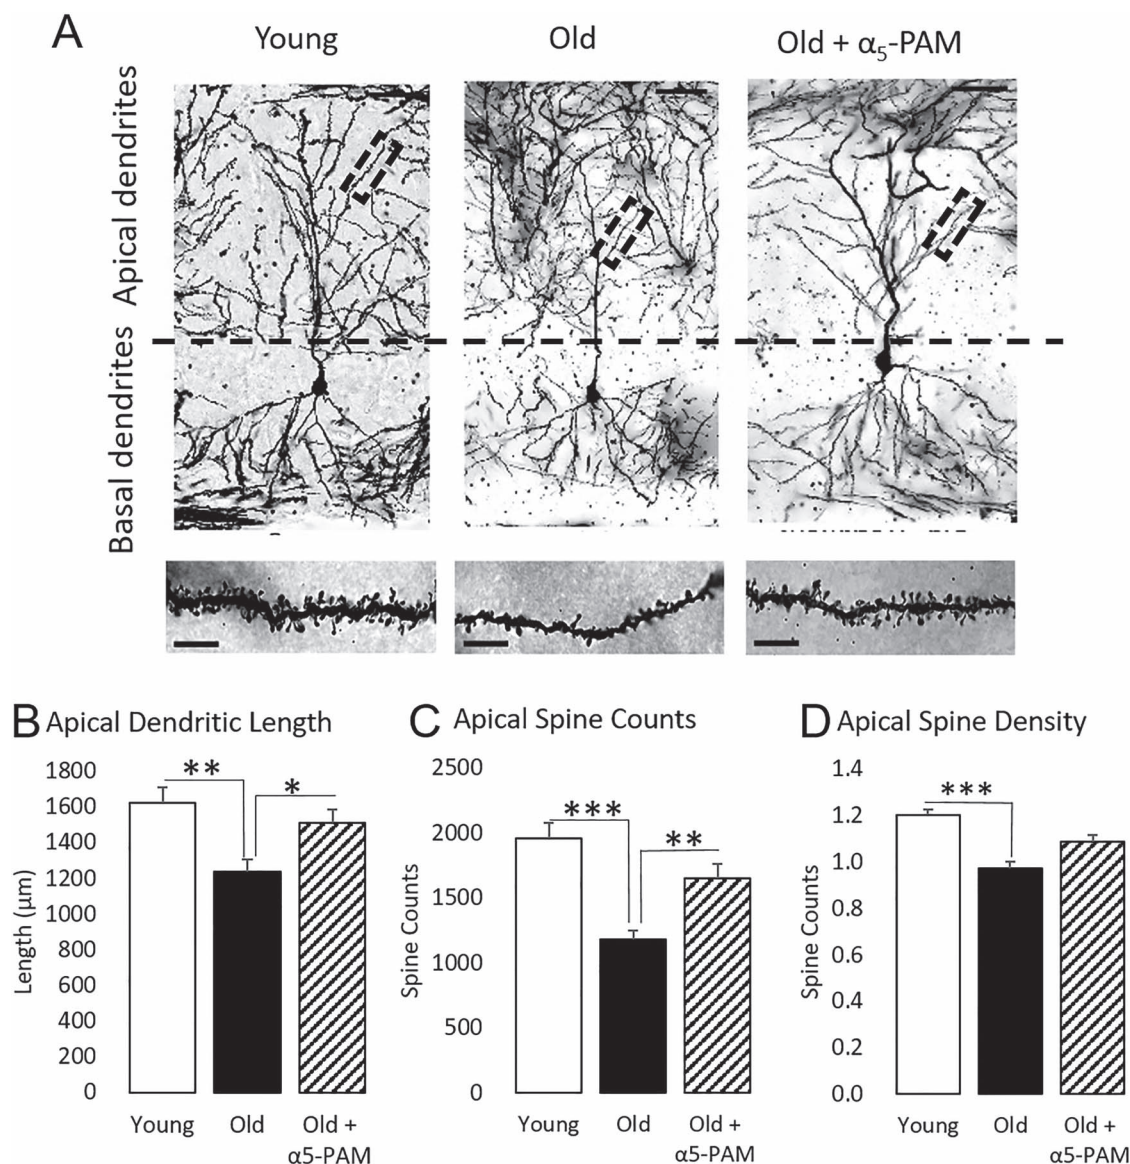 A
Young
Old
Old + α₅-PAM
Apical dendrites
Basal dendrites
B Apical Dendritic Length
Length (μm)
1800
1600
1400
1200
1000
800
600
400
200
0
**
*
Young
Old
Old +
α5-PAM
C Apical Spine Counts
Spine Counts
2500
2000
1500
1000
500
0
***
**
Young
Old
Old +
α5-PAM
D Apical Spine Density
Spine Counts
1.4
1.2
1.0
0.8
0.6
0.4
0.2
0.0
***
Young
Old
Old +
α5-PAM